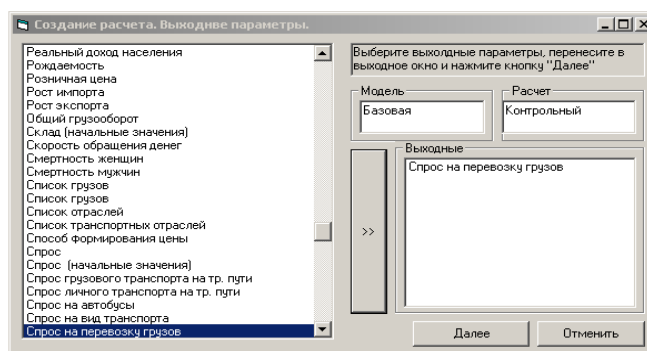 Создание расчета. Выходнве параметры.
Реальный доход населения
Рождаемость
Розничная цена
Рост импорта
Рост экспорта
Общий грузооборот
Склад (начальные значения)
Скорость обращения денег
Смертность женщин
Смертность мужчин
Список грузов
Список грузов
Список отраслей
Список транспортных отраслей
Способ формирования цены
Спрос
Спрос (начальные значения)
Спрос грузового транспорта на тр. пути
Спрос личного транспорта на тр. пути
Спрос на автобусы
Спрос на вид транспорта
Спрос на перевозку грузов
Выберите выхолдные параметры, перенесите в
выходное окно и нажмите кнопку "Далее"
Модель
Базовая
Расчет
Контрольный
>>
Выходные
Спрос на перевозку грузов
Далее
Отменить